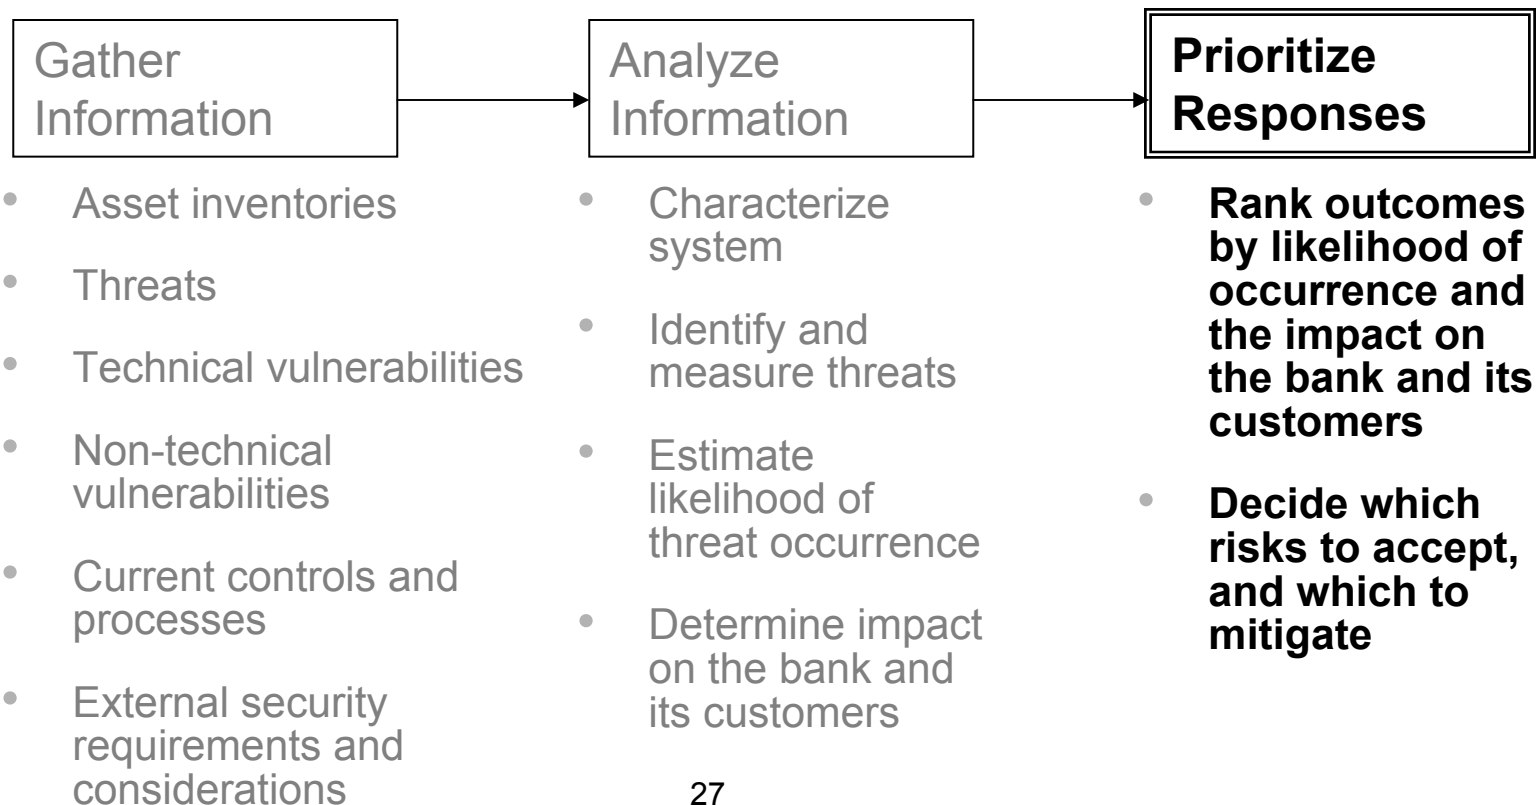 Gather
Information
Analyze
Information
Prioritize
Responses
• Asset inventories
• Threats
• Technical vulnerabilities
• Non-technical
vulnerabilities
• Current controls and
processes
• External security
requirements and
considerations
• Characterize
system
• Identify and
measure threats
• Estimate
likelihood of
threat occurrence
• Determine impact
on the bank and
its customers
• Rank outcomes
by likelihood of
occurrence and
the impact on
the bank and its
customers
• Decide which
risks to accept,
and which to
mitigate
27